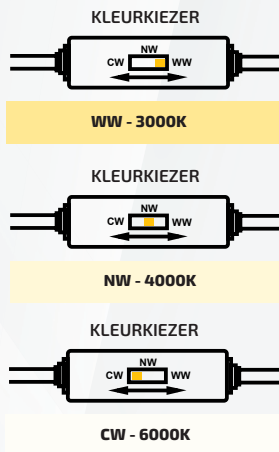 KLEURKIEZER
NW
CW WW
WW - 3000K
KLEURKIEZER
NW
CW WW
NW - 4000K
KLEURKIEZER
NW
CW WW
CW - 6000K